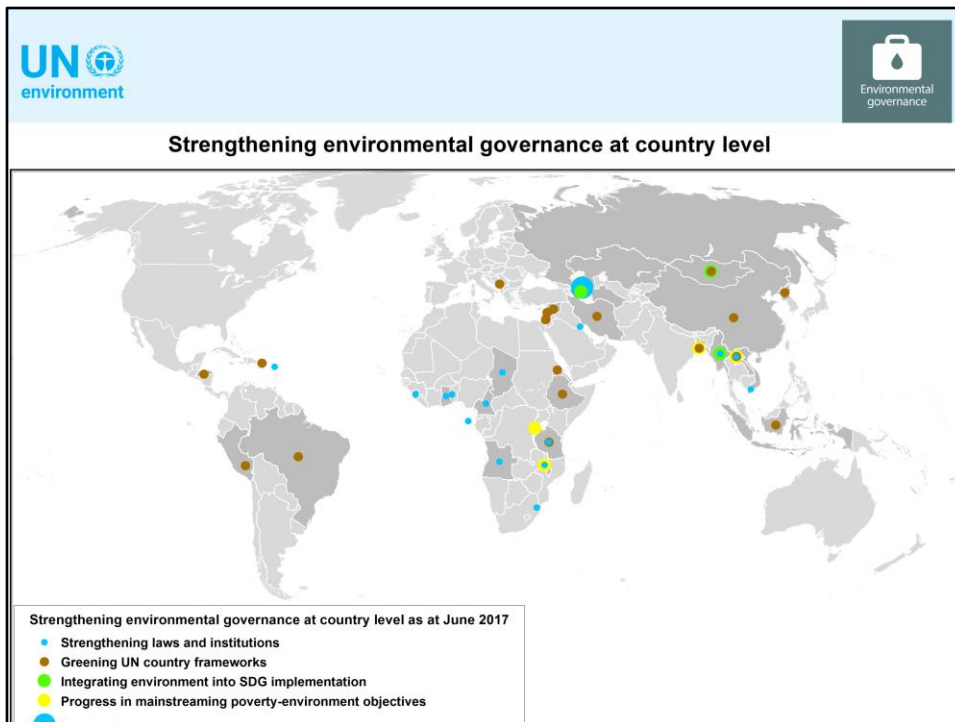 UN
environment
Environmental
governance
Strengthening environmental governance at country level
Strengthening environmental governance at country level as at June 2017
Strengthening laws and institutions
Greening UN country frameworks
Integrating environment into SDG implementation
Progress in mainstreaming poverty-environment objectives